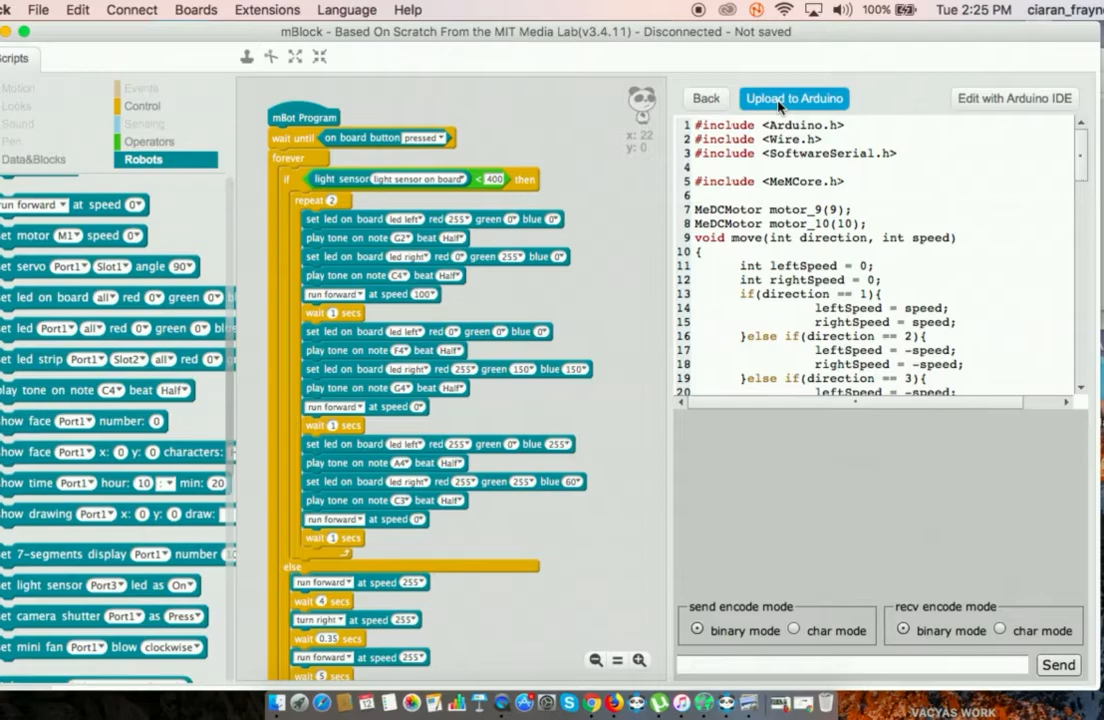 ck File Edit Connect Boards Extensions Language Help 100% Tue 2:25 PM ciaran_frayne
mBlock - Based On Scratch From the MIT Media Lab(v3.4.11) - Disconnected - Not saved
Scripts
Motion Events
Looks Control
Sound Sensing
Pen Operators
Data&Blocks Robots
run forward at speed 0
set motor M1 speed 0
set servo Port1 Slot1 angle 90
set led on board all red 0 green 0 bl
set led Port1 all red 0 green 0 blu
set led strip Port1 Slot2 all red 0
play tone on note C4 beat Half
show face Port1 number: 0
show face Port1 x: 0 y: 0 characters:
show time Port1 hour: 10 : min: 20
show drawing Port1 x: 0 y: 0 draw:
set 7-segments display Port1 number
set light sensor Port3 led as On
set camera shutter Port1 as Press
set mini fan Port1 blow clockwise
mBot Program
wait until on board button pressed
forever
if light sensor light sensor on board < 400 then
repeat 2
set led on board led left red 255 green 0 blue 0
play tone on note G2 beat Half
set led on board led right red 0 green 255 blue 0
play tone on note C4 beat Half
run forward at speed 100
wait 1 secs
set led on board led left red 0 green 0 blue 0
play tone on note F4 beat Half
set led on board led right red 255 green 150 blue 150
play tone on note G4 beat Half
run forward at speed 0
wait 1 secs
set led on board led left red 255 green 0 blue 255
play tone on note A4 beat Half
set led on board led right red 255 green 255 blue 60
play tone on note C3 beat Half
run forward at speed 0
wait 1 secs
else
run forward at speed 255
wait 4 secs
turn right at speed 255
wait 0.35 secs
run forward at speed 255
wait 5 secs
x: 22
y: 0
Back Upload to Arduino Edit with Arduino IDE
1 #include <Arduino.h>
2 #include <Wire.h>
3 #include <SoftwareSerial.h>
4
5 #include <MeMCore.h>
6
7 MeDCMotor motor_9(9);
8 MeDCMotor motor_10(10);
9 void move(int direction, int speed)
10 {
11 int leftSpeed = 0;
12 int rightSpeed = 0;
13 if(direction == 1){
14 leftSpeed = speed;
15 rightSpeed = speed;
16 }else if(direction == 2){
17 leftSpeed = -speed;
18 rightSpeed = -speed;
19 }else if(direction == 3){
20 leftSpeed = -speed;
send encode mode recv encode mode
binary mode char mode binary mode char mode
Send
VACYAS WORK